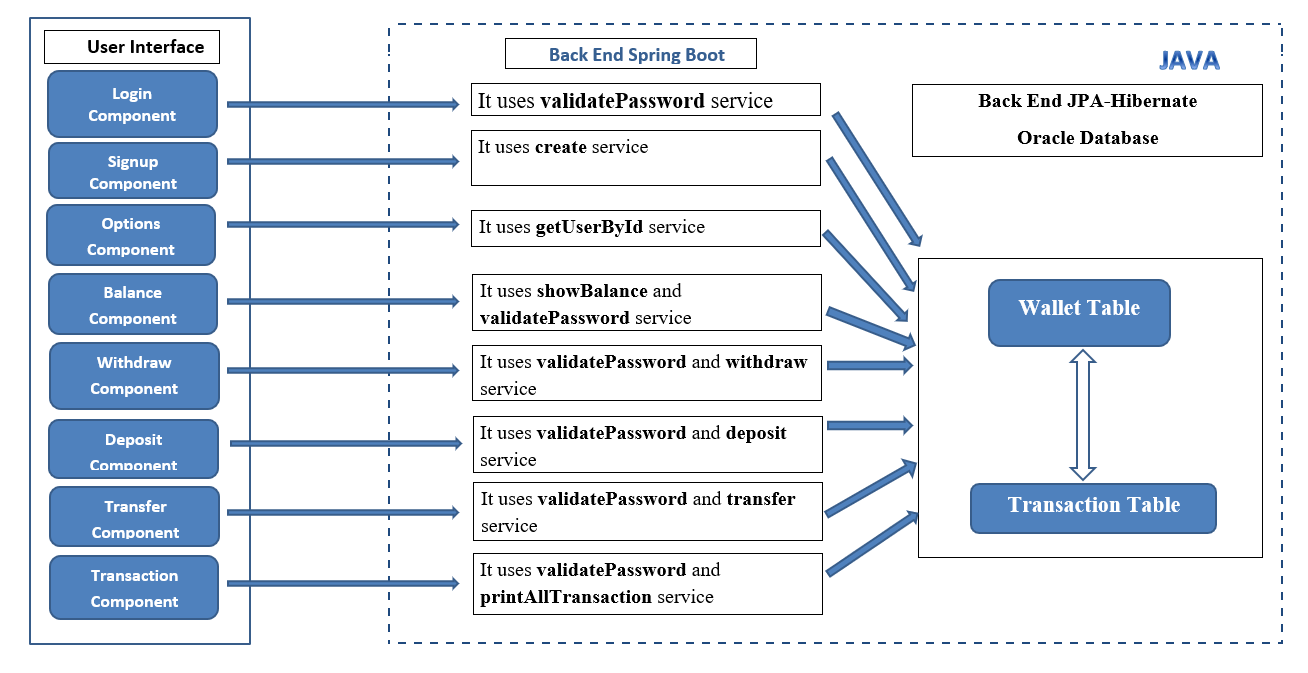 User Interface
Login
Component
Signup
Component
Options
Component
Balance
Component
Withdraw
Component
Deposit
Component
Transfer
Component
Transaction
Component
Back End Spring Boot
It uses validatePassword service
It uses create service
It uses getUserById service
It uses showBalance and
validatePassword service
It uses validatePassword and withdraw
service
It uses validatePassword and deposit
service
It uses validatePassword and transfer
service
It uses validatePassword and
printAllTransaction service
JAVA
Back End JPA-Hibernate
Oracle Database
Wallet Table
Transaction Table